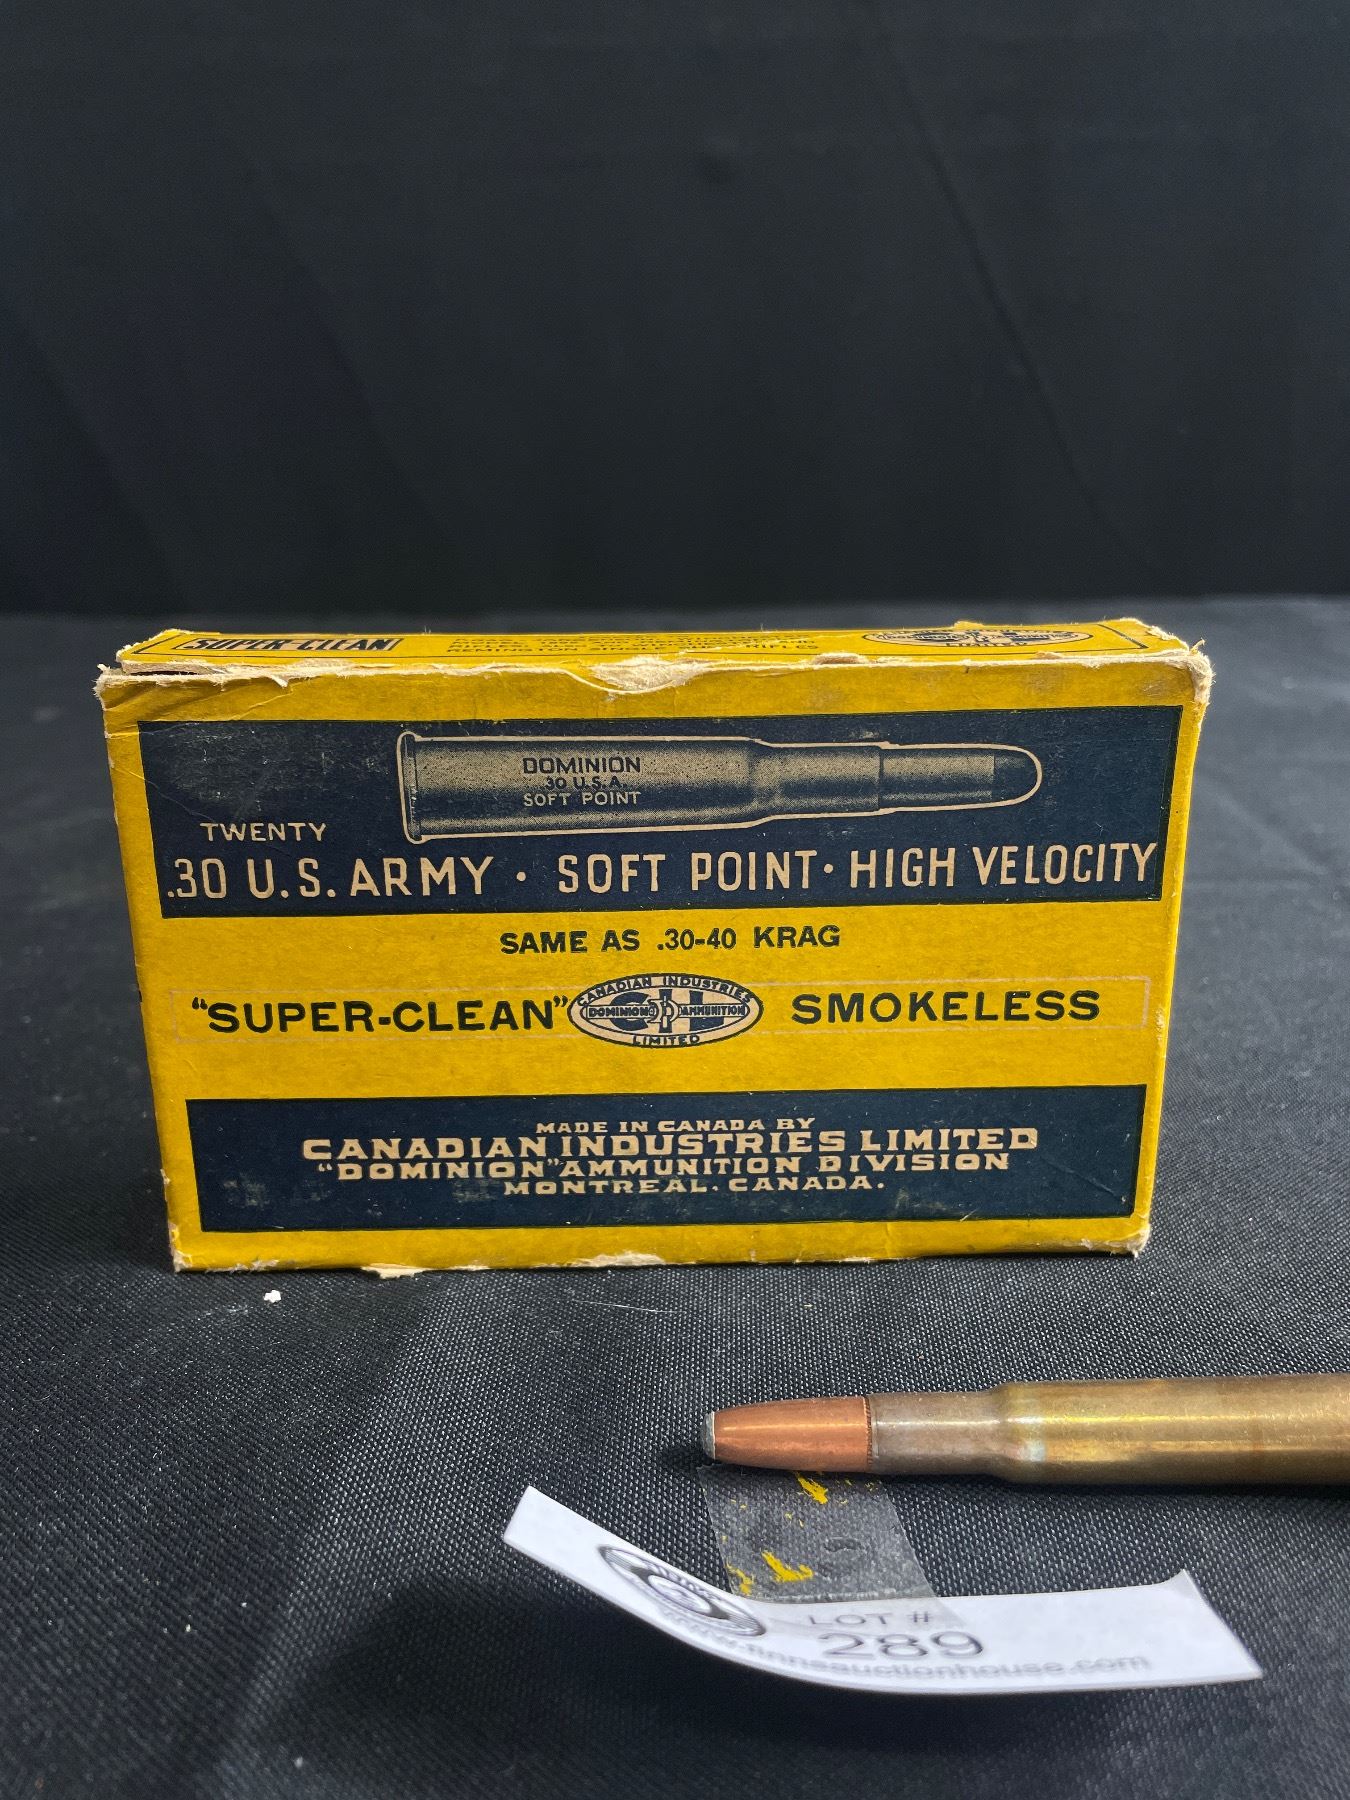 SUPER-CLEAN
LIMITED
DOMINION
.30 U.S.A.
SOFT POINT
TWENTY
.30 U.S. ARMY · SOFT POINT · HIGH VELOCITY
SAME AS .30-40 KRAG
"SUPER-CLEAN"
CANADIAN INDUSTRIES
DOMINION AMMUNITION
LIMITED
SMOKELESS
MADE IN CANADA BY
CANADIAN INDUSTRIES LIMITED
"DOMINION" AMMUNITION DIVISION
MONTREAL, CANADA.
LOT #
289